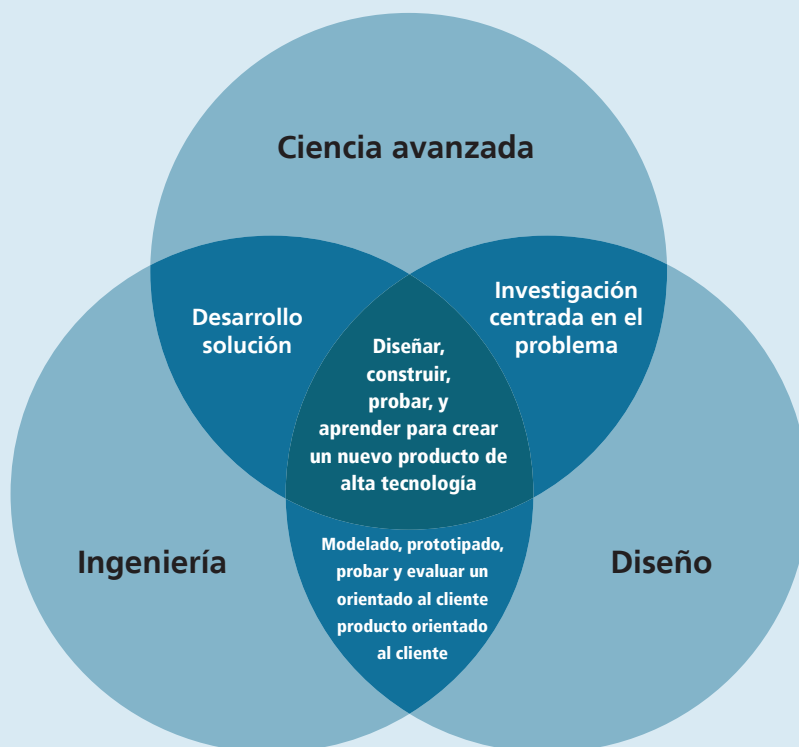 Ciencia avanzada
Desarrollo
solución
Investigación
centrada en el
problema
Diseñar,
construir,
probar, y
aprender para crear
un nuevo producto de
alta tecnología
Ingeniería
Modelado, prototipado,
probar y evaluar un
orientado al cliente
producto orientado
al cliente
Diseño